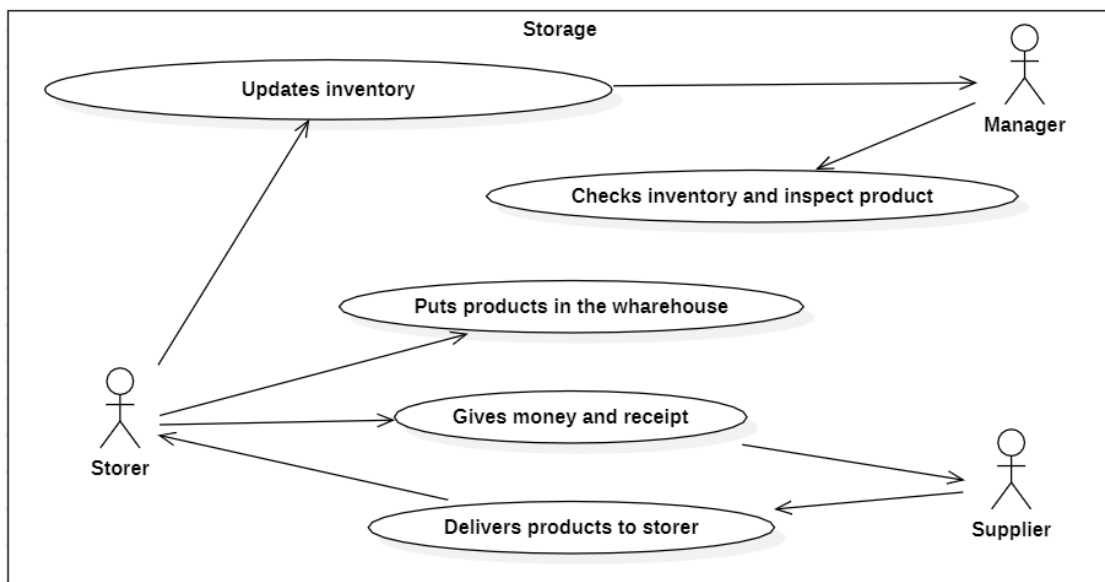 Storage
Updates inventory
Manager
Checks inventory and inspect product
Puts products in the wharehouse
Gives money and receipt
Storer
Delivers products to storer
Supplier